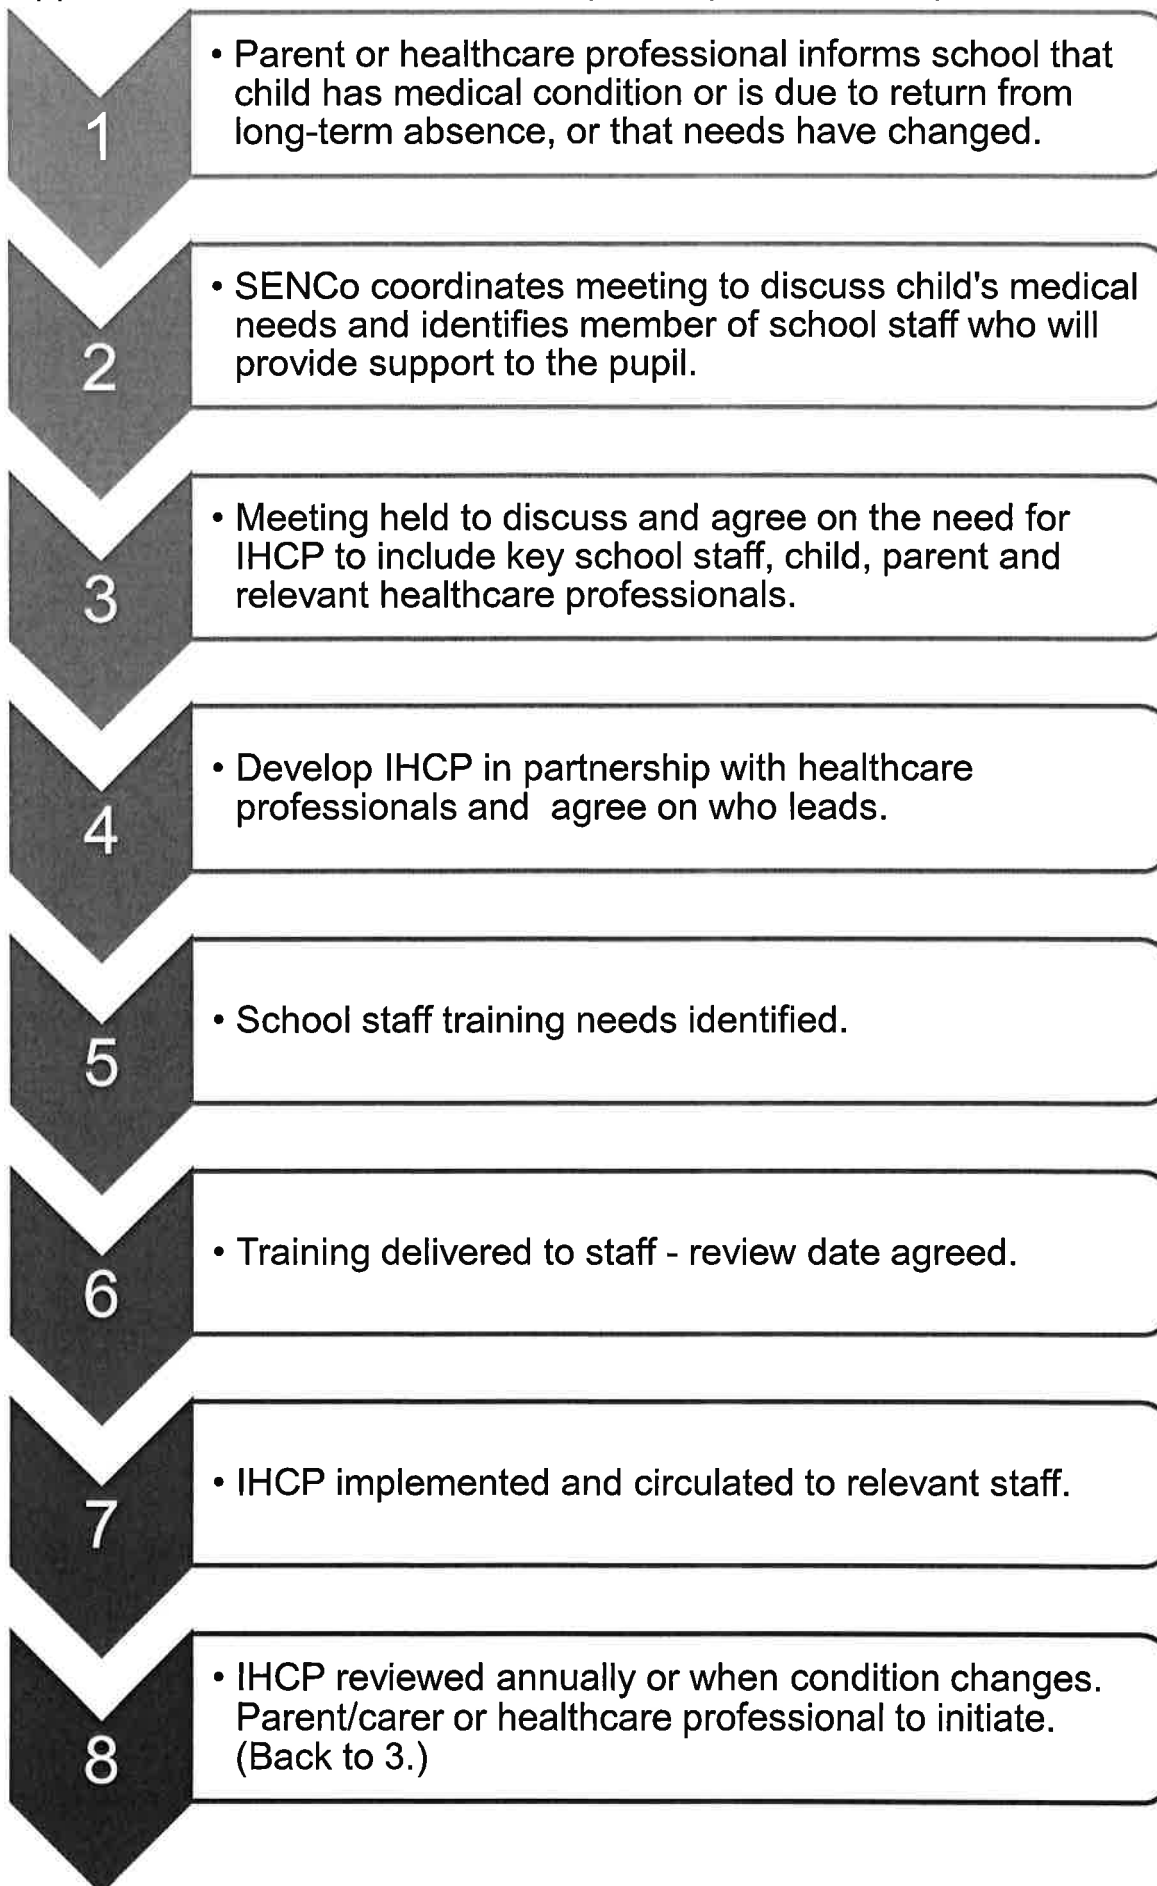 1
• Parent or healthcare professional informs school that
child has medical condition or is due to return from
long-term absence, or that needs have changed.
2
• SENCo coordinates meeting to discuss child's medical
needs and identifies member of school staff who will
provide support to the pupil.
3
• Meeting held to discuss and agree on the need for
IHCP to include key school staff, child, parent and
relevant healthcare professionals.
4
• Develop IHCP in partnership with healthcare
professionals and agree on who leads.
5
• School staff training needs identified.
6
• Training delivered to staff - review date agreed.
7
• IHCP implemented and circulated to relevant staff.
8
• IHCP reviewed annually or when condition changes.
Parent/carer or healthcare professional to initiate.
(Back to 3.)